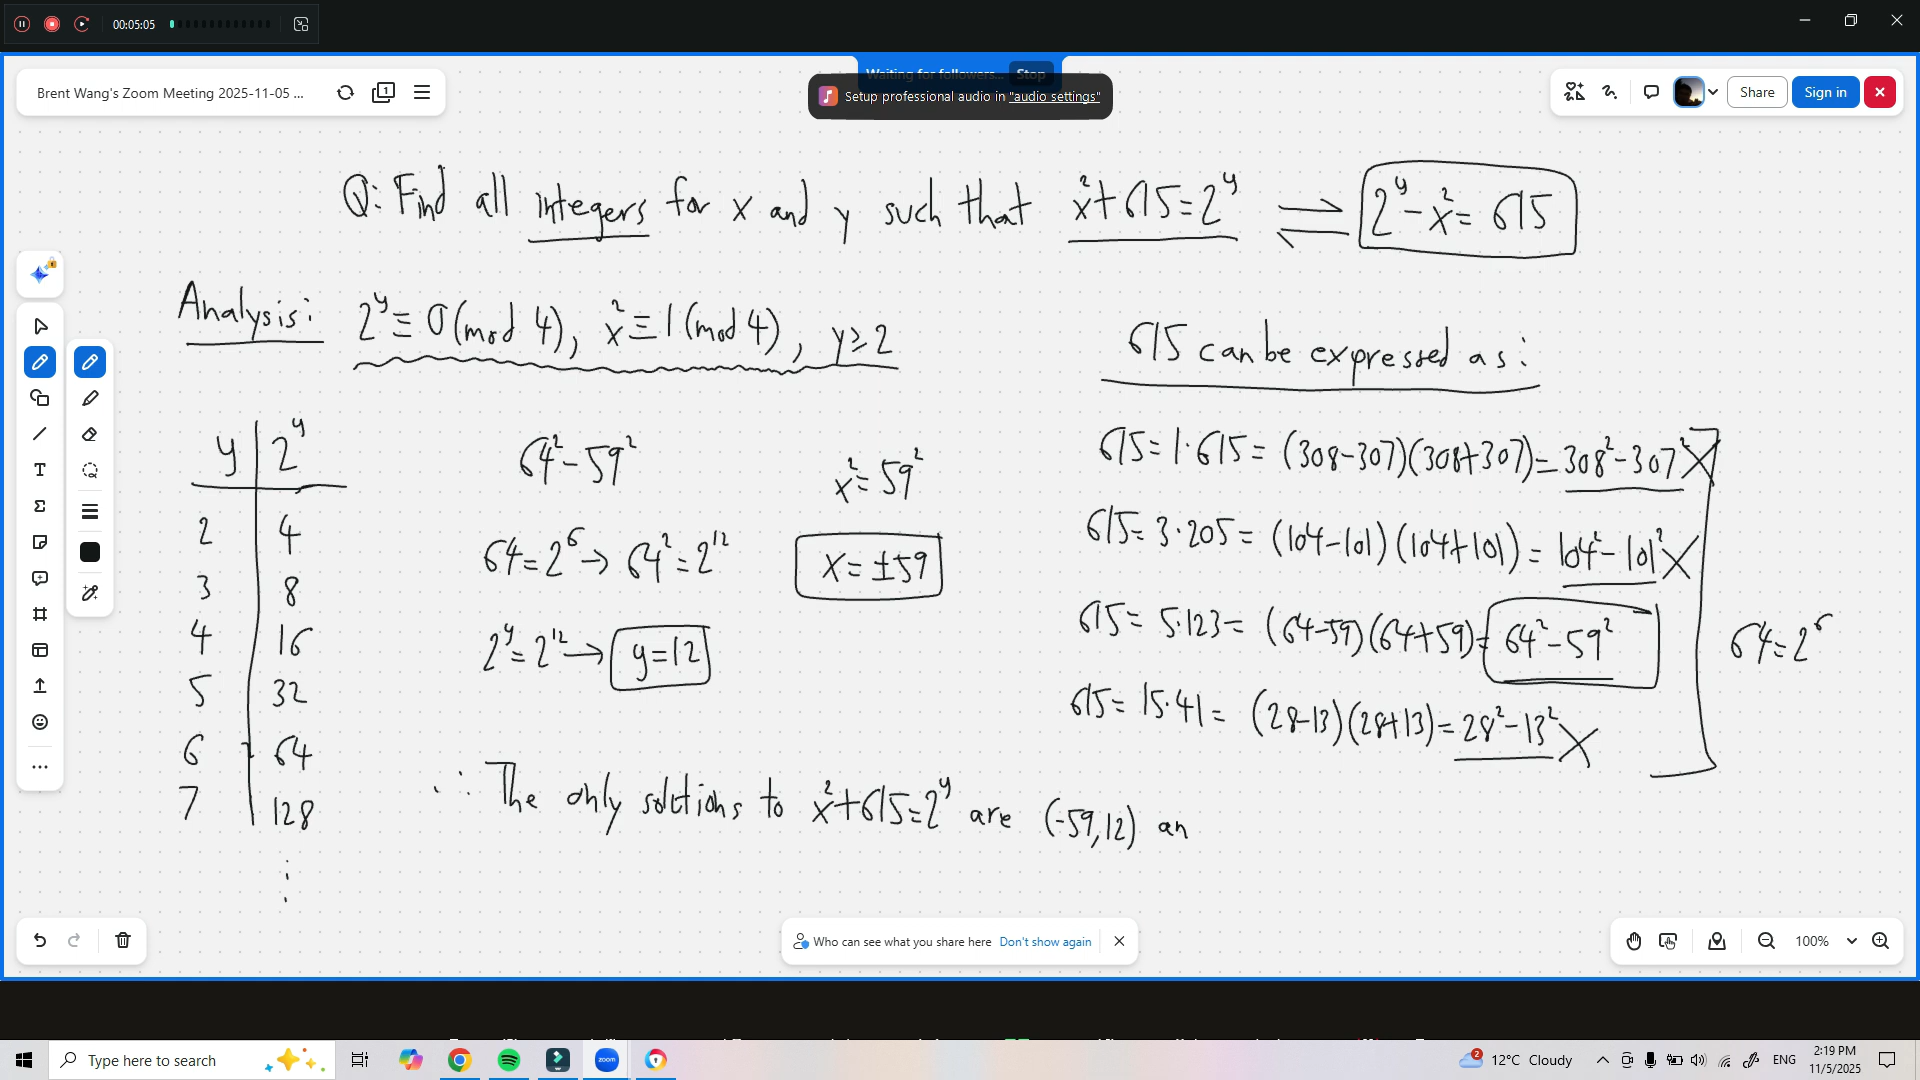 00:05:05
Waiting for followers... Stop
Brent Wang's Zoom Meeting 2025-11-05 ...
1
Setup professional audio in "audio settings"
Share
Sign in
Q: Find all integers for x and y such that x²+615=2^y ⇌ 2^y-x²=615
Analysis: 2^y≡0(mod 4), x²≡1(mod 4), y≥2
615 can be expressed as:
y | 2^y
2 4
3 8
4 16
5 32
6 64
7 128
⋮
64²-59²
64=2⁶→64²=2¹²
2^y=2¹²→y=12
x²=59²
x=±59
615=1·615=(308-307)(308+307)=308²-307² X
615=3·205=(104-101)(104+101)=104²-101² X
615=5·123=(64-59)(64+59)=64²-59²
615=15·41=(28-13)(28+13)=28²-13² X
64=2⁶
∴ The only solutions to x²+615=2^y are (-59,12) an
Who can see what you share here Don't show again
100%
Type here to search
zoom
2
12°C Cloudy
ENG
2:19 PM
11/5/2025